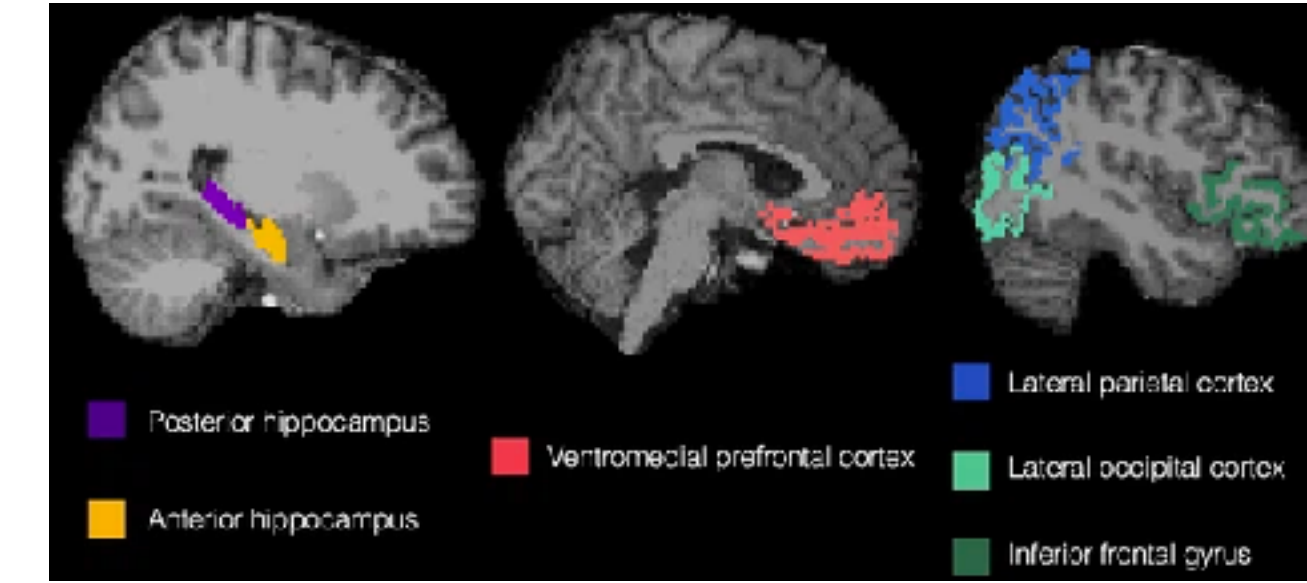 Posterior hippocampus
Anterior hippocampus
Ventromedial prefrontal cortex
Lateral parietal cortex
Lateral occipital cortex
Inferior frontal gyrus